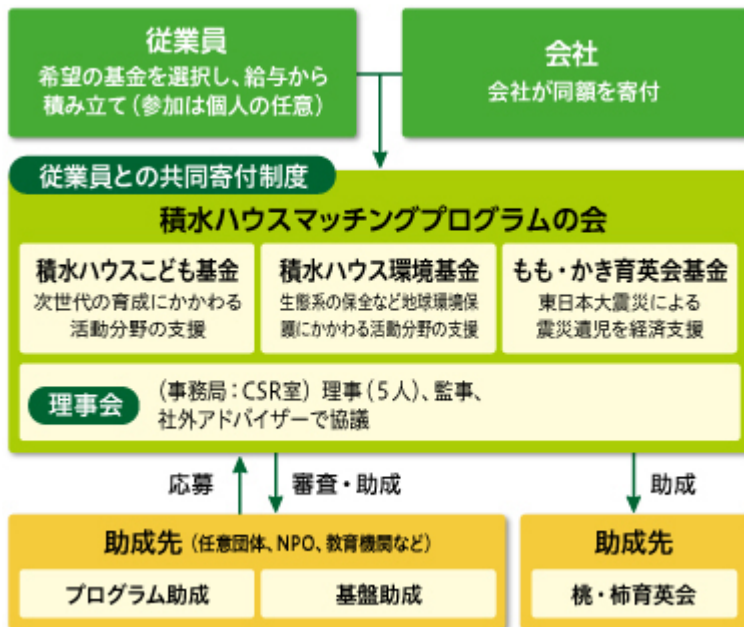 従業員
希望の基金を選択し、給与から
積み立て（参加は個人の任意）
会社
会社が同額を寄付
従業員との共同寄付制度
積水ハウスマッチングプログラムの会
積水ハウスこども基金
次世代の育成にかかわる
活動分野の支援
積水ハウス環境基金
生態系の保全など地球環境保
護にかかわる活動分野の支援
もも・かき育英会基金
東日本大震災による
震災遺児を経済支援
理事会
（事務局：CSR室）理事（5人）、監事、
社外アドバイザーで協議
応募
審査・助成
助成
助成先（任意団体、NPO、教育機関など）
プログラム助成
基盤助成
助成先
桃・柿育英会